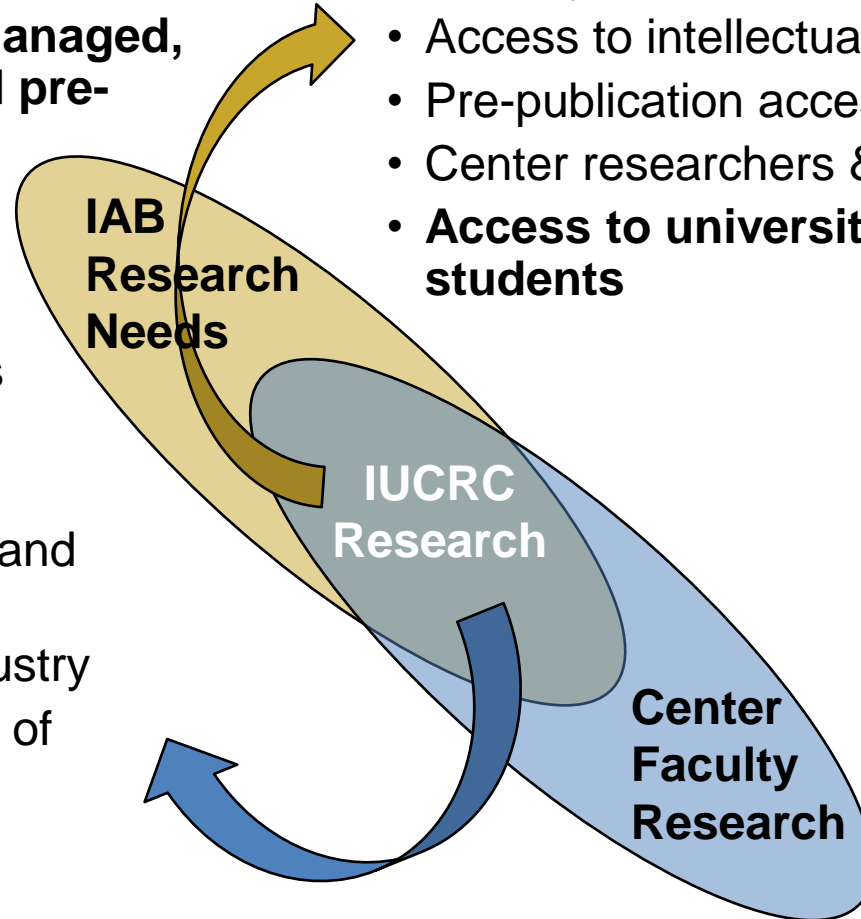 anaged,
pre-
• Access to intellectua
• Pre-publication acce
• Center researchers &
• Access to universit
students
IAB
Research
Needs
s
IUCRC
Research
and
ustry
of
Center
Faculty
Research